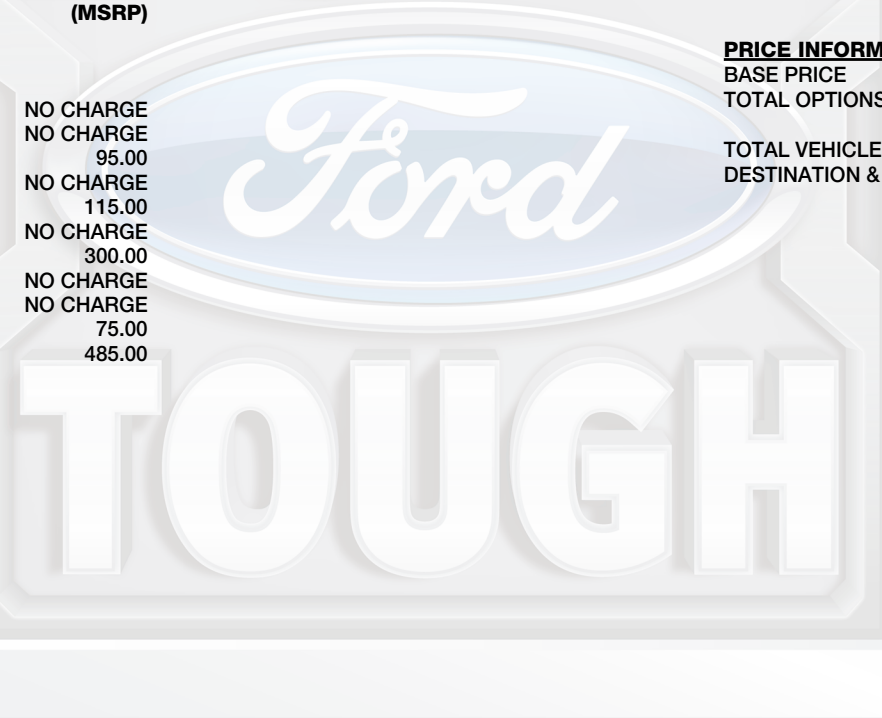 (MSRP)
NO CHARGE
NO CHARGE
95.00
NO CHARGE
115.00
NO CHARGE
300.00
NO CHARGE
NO CHARGE
75.00
485.00
PRICE INFORM
BASE PRICE
TOTAL OPTIONS
TOTAL VEHICLE
DESTINATION &
Ford
TOUGH